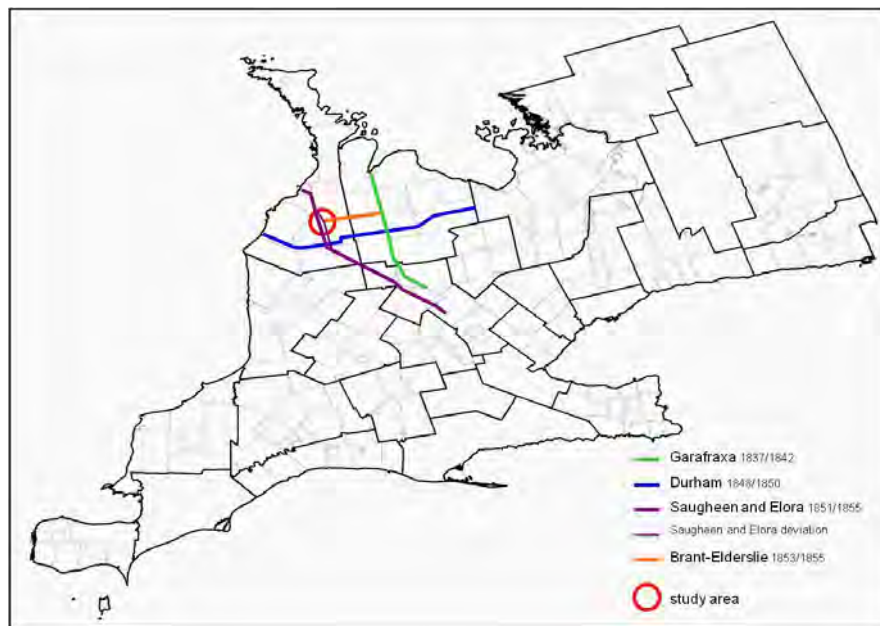 Garafraxa 1837/1842
Durham 1848/1850
Saugheen and Elora 1851/1855
Saugheen and Elora deviation
Brant-Elderslie 1853/1855
study area